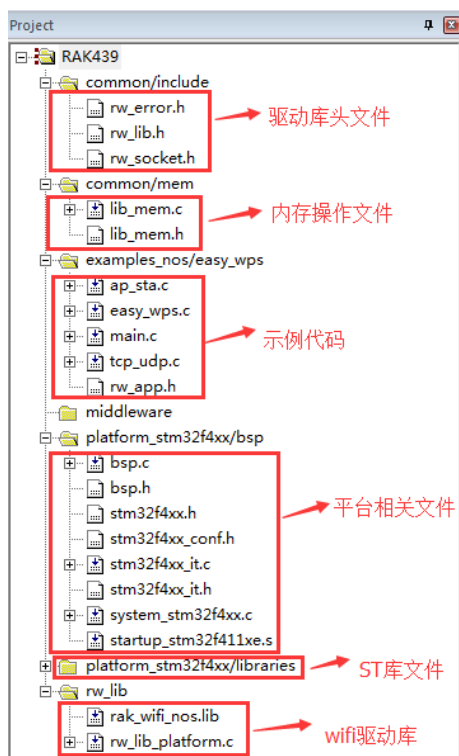 Project
RAK439
common/include
rw_error.h
rw_lib.h
rw_socket.h
驱动库头文件
common/mem
lib_mem.c
lib_mem.h
内存操作文件
examples_nos/easy_wps
ap_sta.c
easy_wps.c
main.c
tcp_udp.c
rw_app.h
示例代码
middleware
platform_stm32f4xx/bsp
bsp.c
bsp.h
stm32f4xx.h
stm32f4xx_conf.h
stm32f4xx_it.c
stm32f4xx_it.h
system_stm32f4xx.c
startup_stm32f411xe.s
平台相关文件
platform_stm32f4xx/libraries
ST库文件
rw_lib
rak_wifi_nos.lib
rw_lib_platform.c
wifi驱动库